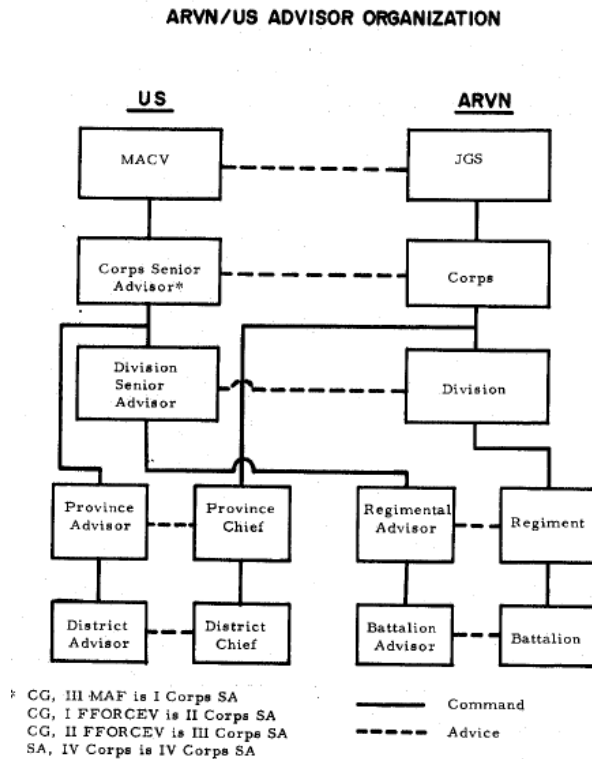 ARVN/US ADVISOR ORGANIZATION
US
ARVN
MACV
JGS
Corps Senior
Advisor*
Corps
Division
Senior
Advisor
Division
Province
Advisor
Province
Chief
Regimental
Advisor
Regiment
District
Advisor
District
Chief
Battalion
Advisor
Battalion
* CG, III MAF is I Corps SA
CG, I FFORCEV is II Corps SA
CG, II FFORCEV is III Corps SA
SA, IV Corps is IV Corps SA
Command
Advice